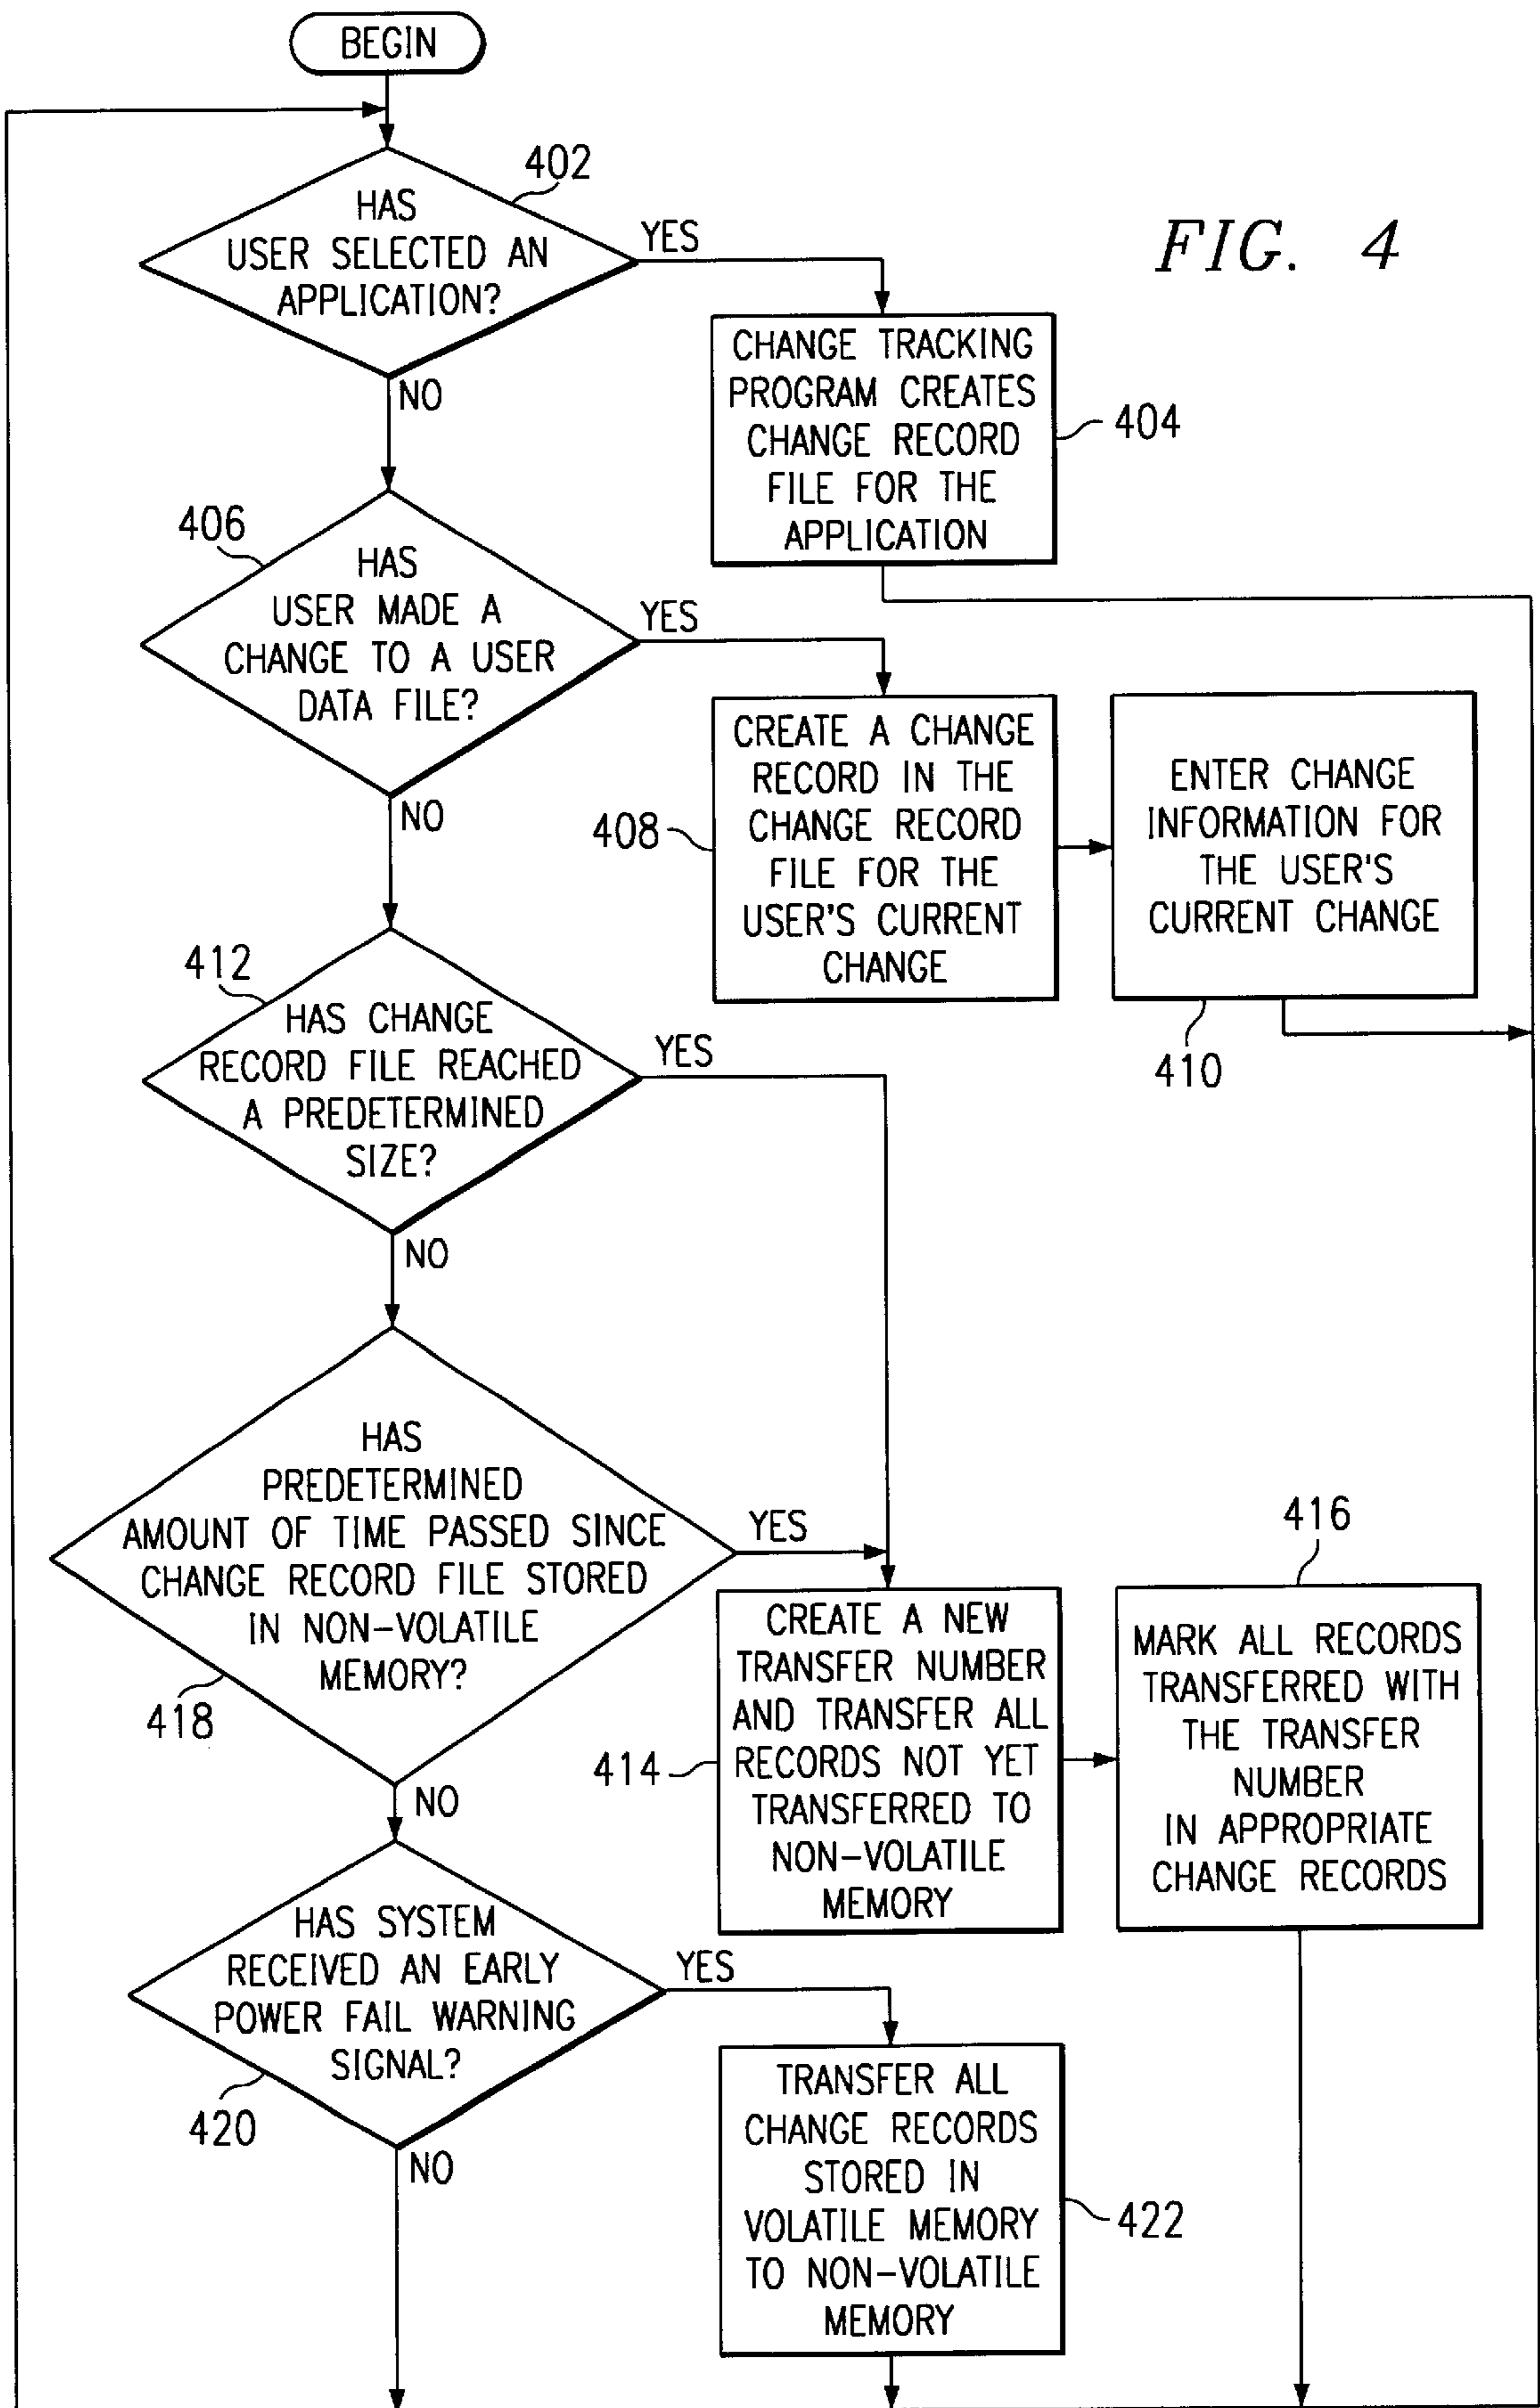 BEGIN
402
HAS
USER SELECTED AN
APPLICATION?
YES
NO
FIG. 4
CHANGE TRACKING
PROGRAM CREATES
CHANGE RECORD
FILE FOR THE
APPLICATION
404
406
HAS
USER MADE A
CHANGE TO A USER
DATA FILE?
YES
NO
408
CREATE A CHANGE
RECORD IN THE
CHANGE RECORD
FILE FOR THE
USER'S CURRENT
CHANGE
ENTER CHANGE
INFORMATION FOR
THE USER'S
CURRENT CHANGE
410
412
HAS CHANGE
RECORD FILE REACHED
A PREDETERMINED
SIZE?
YES
NO
HAS
PREDETERMINED
AMOUNT OF TIME PASSED SINCE
CHANGE RECORD FILE STORED
IN NON-VOLATILE
MEMORY?
418
YES
NO
414
CREATE A NEW
TRANSFER NUMBER
AND TRANSFER ALL
RECORDS NOT YET
TRANSFERRED TO
NON-VOLATILE
MEMORY
416
MARK ALL RECORDS
TRANSFERRED WITH
THE TRANSFER
NUMBER
IN APPROPRIATE
CHANGE RECORDS
HAS SYSTEM
RECEIVED AN EARLY
POWER FAIL WARNING
SIGNAL?
420
YES
NO
TRANSFER ALL
CHANGE RECORDS
STORED IN
VOLATILE MEMORY
TO NON-VOLATILE
MEMORY
422